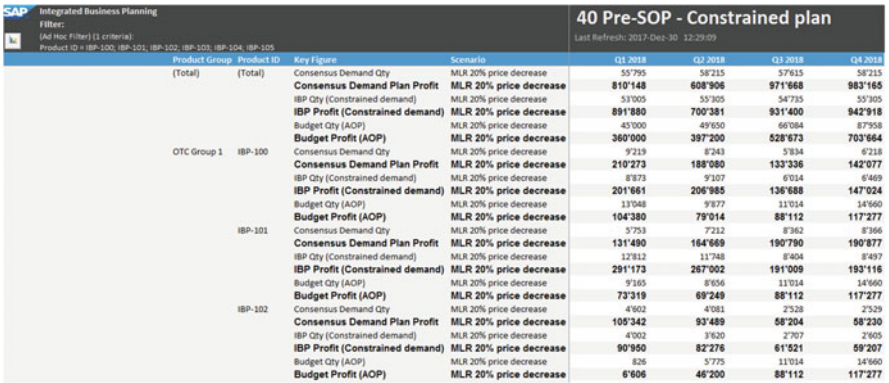 SAP Integrated Business Planning
Filter:
(Ad Hoc Filter) (1 criteria):
Product ID = IBP-100; IBP-101; IBP-102; IBP-103; IBP-104; IBP-105
40 Pre-SOP - Constrained plan
Last Refresh: 2017-Dez-30 12:29:09
Product Group Product ID Key Figure Scenario Q1 2018 Q2 2018 Q3 2018 Q4 2018
(Total) (Total) Consensus Demand Qty MLR 20% price decrease 55'795 58'215 57'615 58'215
Consensus Demand Plan Profit MLR 20% price decrease 810'148 608'906 971'668 983'165
IBP Qty (Constrained demand) MLR 20% price decrease 53'005 55'305 54'735 55'305
IBP Profit (Constrained demand) MLR 20% price decrease 891'880 700'381 931'400 942'918
Budget Qty (AOP) MLR 20% price decrease 45'000 49'650 66'084 87'958
Budget Profit (AOP) MLR 20% price decrease 360'000 397'200 528'673 703'664
OTC Group 1 IBP-100 Consensus Demand Qty MLR 20% price decrease 9'219 8'243 5'834 6'218
Consensus Demand Plan Profit MLR 20% price decrease 210'273 188'080 133'336 142'077
IBP Qty (Constrained demand) MLR 20% price decrease 8'873 9'107 6'014 6'469
IBP Profit (Constrained demand) MLR 20% price decrease 201'661 206'985 136'688 147'024
Budget Qty (AOP) MLR 20% price decrease 13'048 9'877 11'014 14'660
Budget Profit (AOP) MLR 20% price decrease 104'380 79'014 88'112 117'277
IBP-101 Consensus Demand Qty MLR 20% price decrease 5'753 7'212 8'362 8'366
Consensus Demand Plan Profit MLR 20% price decrease 131'490 164'669 190'790 190'877
IBP Qty (Constrained demand) MLR 20% price decrease 12'812 11'748 8'404 8'497
IBP Profit (Constrained demand) MLR 20% price decrease 291'173 267'002 191'009 193'116
Budget Qty (AOP) MLR 20% price decrease 9'165 8'656 11'014 14'660
Budget Profit (AOP) MLR 20% price decrease 73'319 69'249 88'112 117'277
IBP-102 Consensus Demand Qty MLR 20% price decrease 4'602 4'081 2'528 2'529
Consensus Demand Plan Profit MLR 20% price decrease 105'342 93'489 58'204 58'230
IBP Qty (Constrained demand) MLR 20% price decrease 4'002 3'620 2'707 2'605
IBP Profit (Constrained demand) MLR 20% price decrease 90'950 82'276 61'521 59'207
Budget Qty (AOP) MLR 20% price decrease 826 5'775 11'014 14'660
Budget Profit (AOP) MLR 20% price decrease 6'606 46'200 88'112 117'277